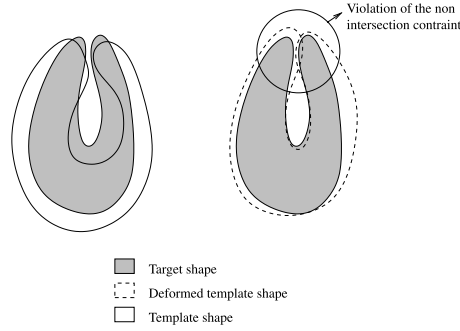 Violation of the non
intersection contraint
Target shape
Deformed template shape
Template shape